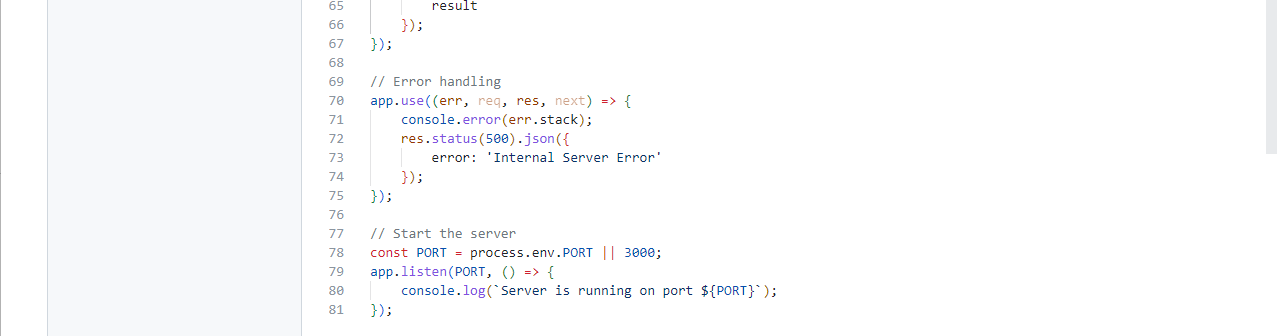 65 result
66 });
67 });
68
69 // Error handling
70 app.use((err, req, res, next) => {
71 console.error(err.stack);
72 res.status(500).json({
73 error: 'Internal Server Error'
74 });
75 });
76
77 // Start the server
78 const PORT = process.env.PORT || 3000;
79 app.listen(PORT, () => {
80 console.log(`Server is running on port ${PORT}`);
81 });